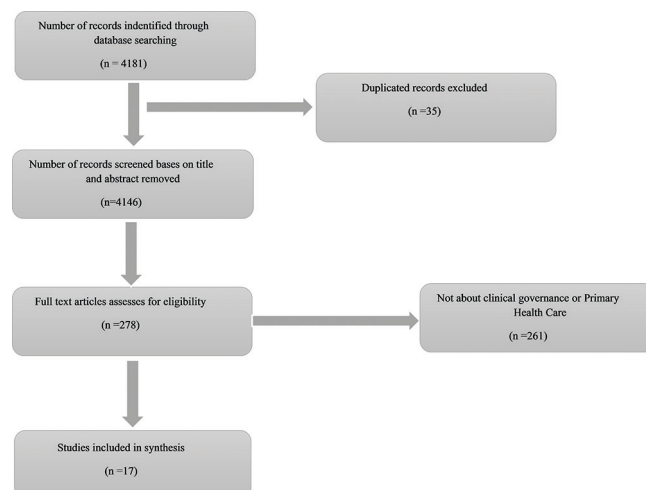 Number of records indentified through
database searching
(n = 4181)
Duplicated records excluded
(n =35)
Number of records screened bases on title
and abstract removed
(n=4146)
Full text articles assesses for eligibility
(n =278)
Not about clinical governance or Primary
Health Care
(n =261)
Studies included in synthesis
(n =17)